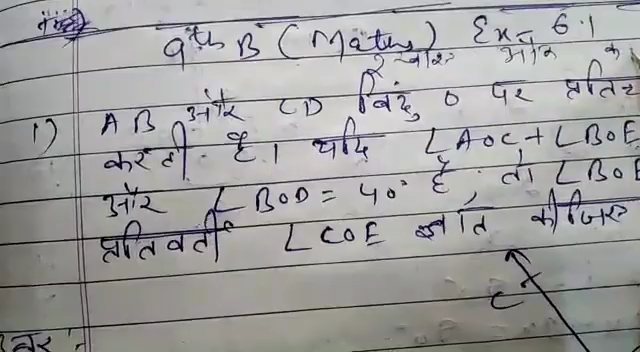 9th B (Maths) Ex- 6.1
रेखाएं और क
1) AB और CD बिंदु O पर प्रतिच
करती है। यदि ∠AOC + ∠BOE
और ∠BOD = 40° है, तो ∠BOE
प्रतिवर्ती ∠COE ज्ञात कीजिए
C